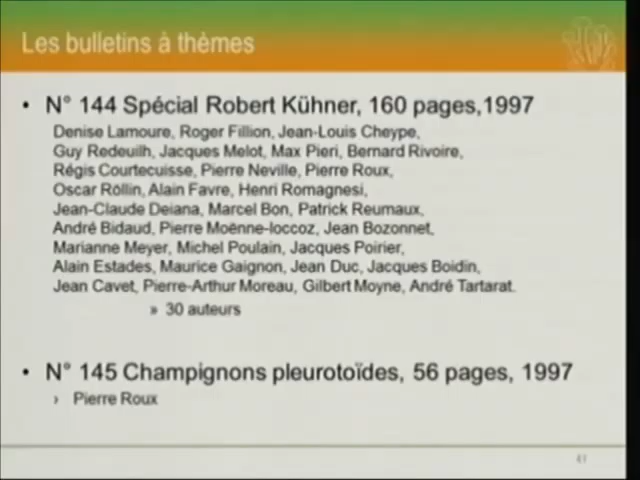 Les bulletins à thèmes
• N° 144 Spécial Robert Kühner, 160 pages,1997
Denise Lamoure, Roger Fillion, Jean-Louis Cheype,
Guy Redeuilh, Jacques Melot, Max Pieri, Bernard Rivoire,
Régis Courtecuisse, Pierre Neville, Pierre Roux,
Oscar Röllin, Alain Favre, Henri Romagnesi,
Jean-Claude Deiana, Marcel Bon, Patrick Reumaux,
André Bidaud, Pierre Moënne-loccoz, Jean Bozonnet,
Marianne Meyer, Michel Poulain, Jacques Poirier,
Alain Estades, Maurice Gaignon, Jean Duc, Jacques Boidin,
Jean Cavet, Pierre-Arthur Moreau, Gilbert Moyne, André Tartarat.
» 30 auteurs
• N° 145 Champignons pleurotoïdes, 56 pages, 1997
› Pierre Roux
41